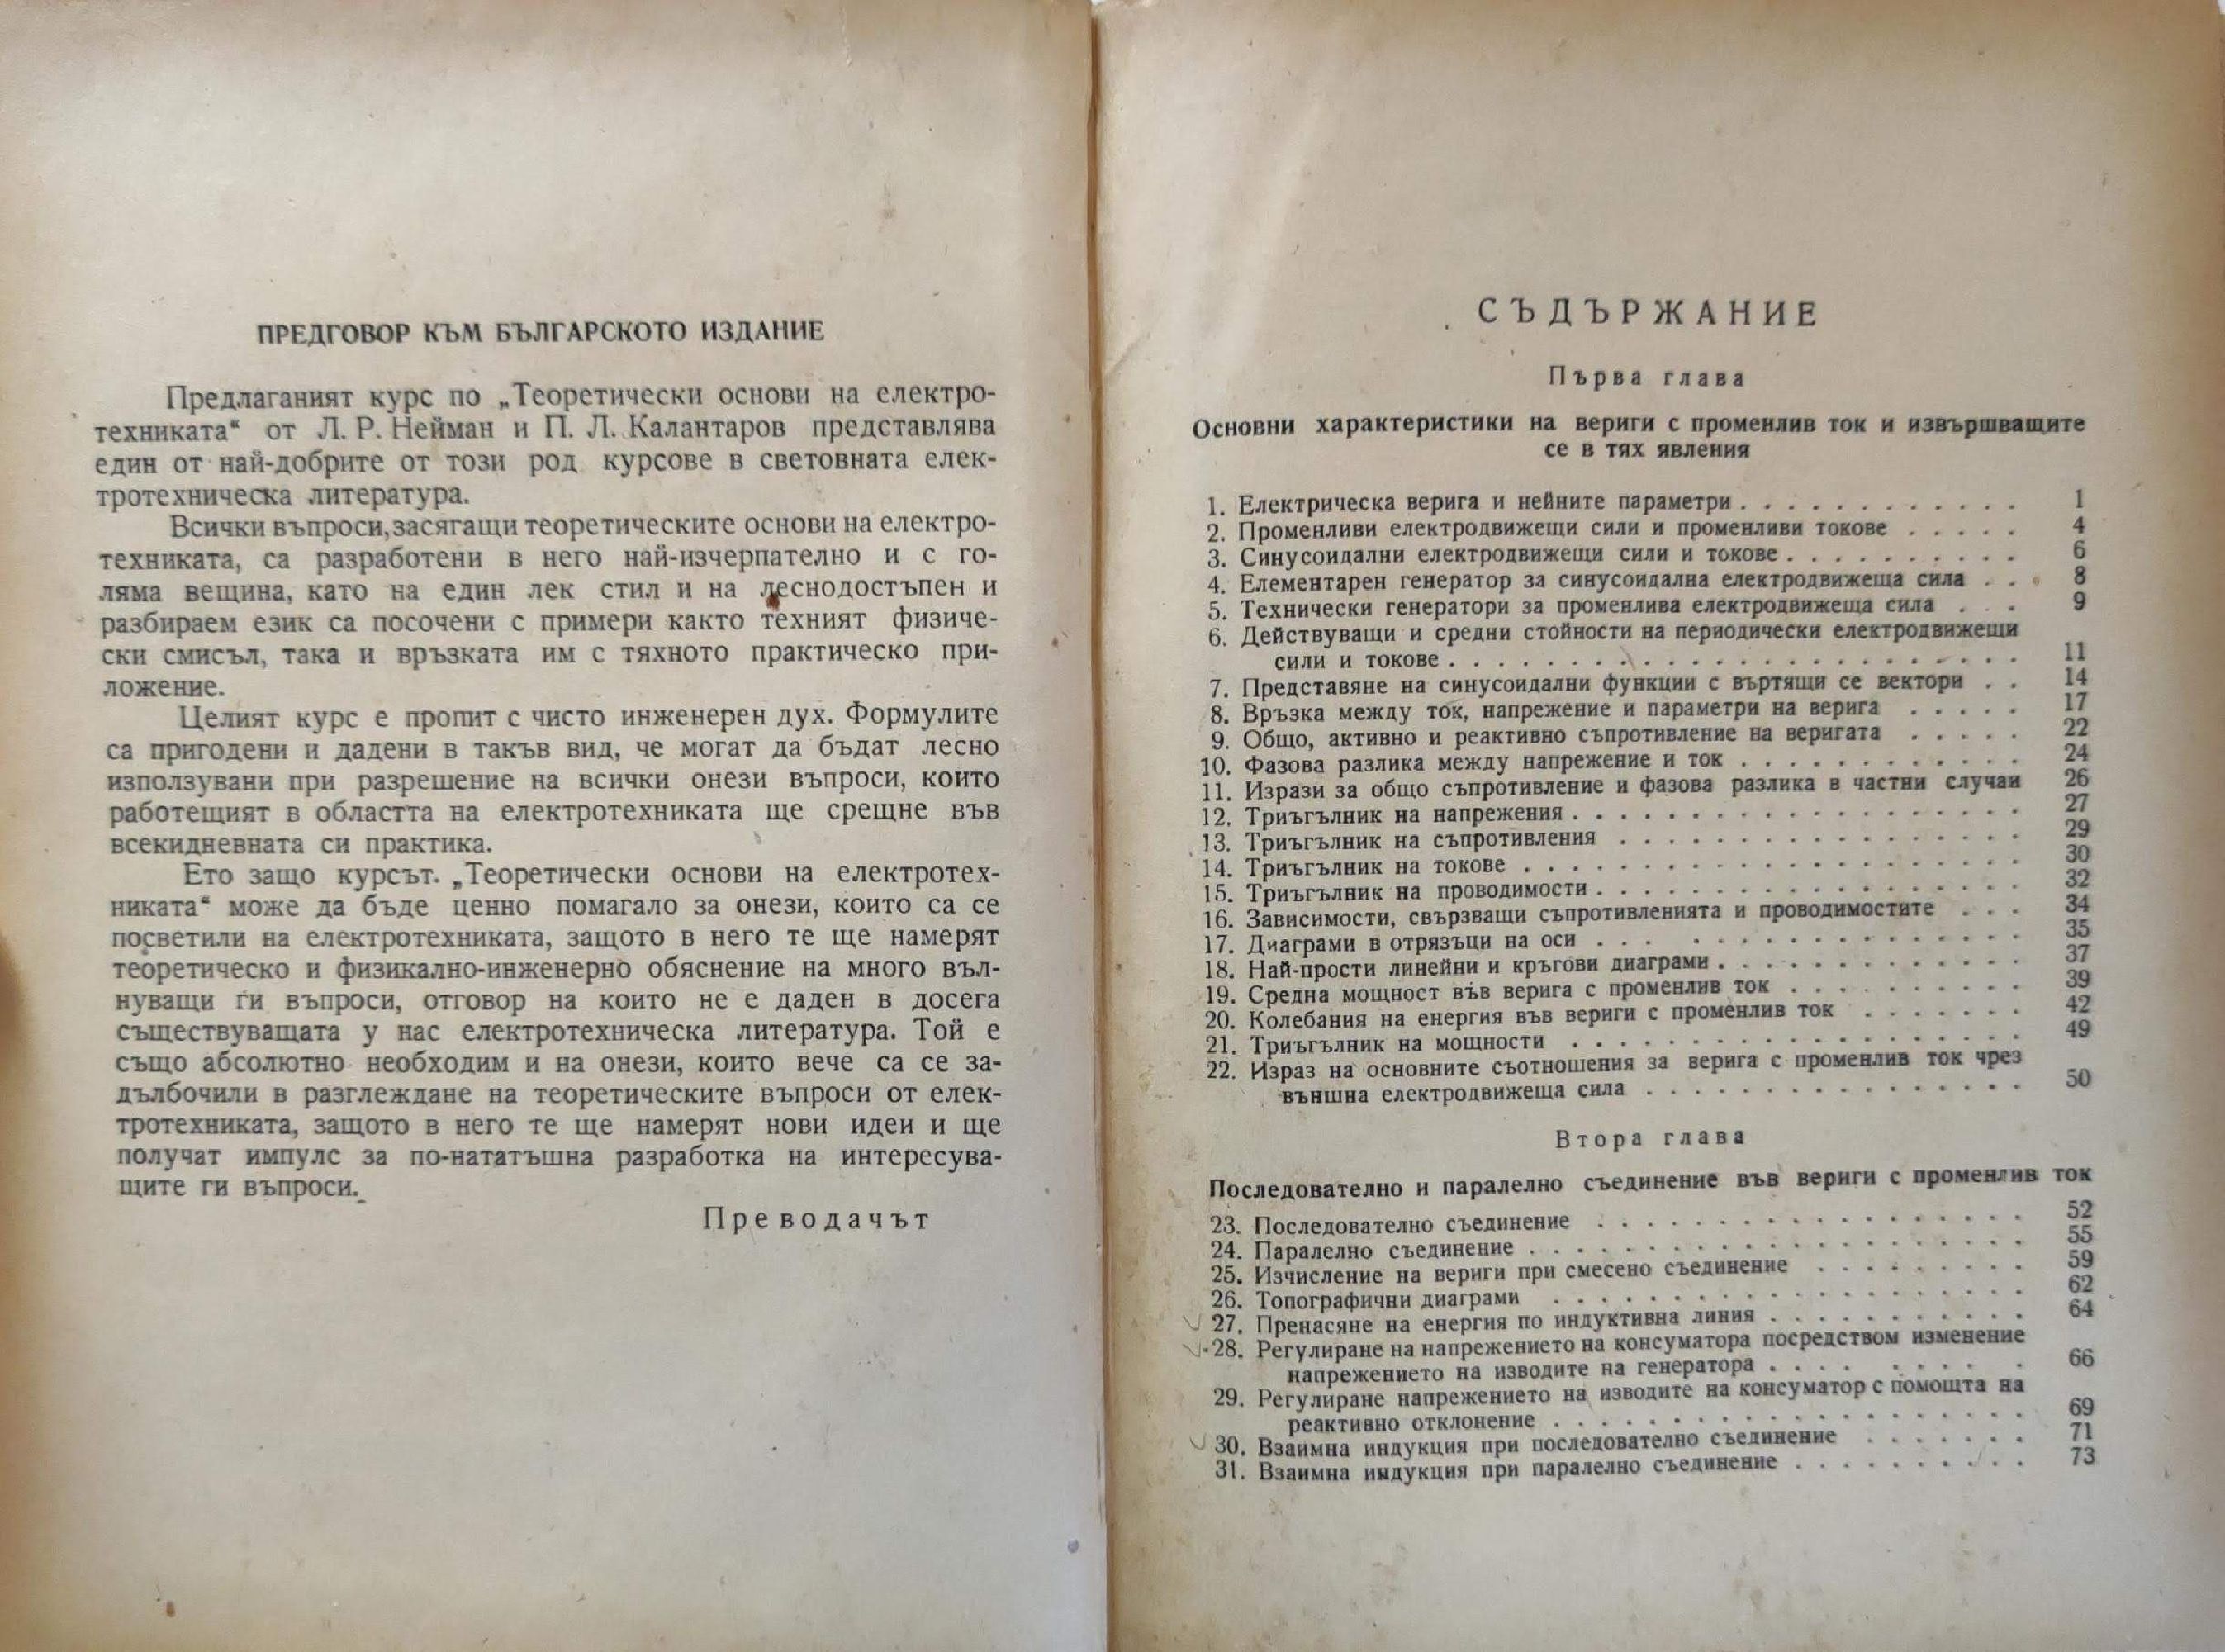 ПРЕДГОВОР КЪМ БЪЛГАРСКОТО ИЗДАНИЕ
Предлаганият курс по „Теоретически основи на електро-
техниката“ от Л. Р. Нейман и П. Л. Калантаров представлява
един от най-добрите от този род курсове в световната елек-
тротехническа литература.
Всички въпроси, засягащи теоретическите основи на електро-
техниката, са разработени в него най-изчерпателно и с го-
ляма вещина, като на един лек стил и на леснодостъпен и
разбираем език са посочени с примери както техният физиче-
ски смисъл, така и връзката им с тяхното практическо при-
ложение.
Целият курс е пропит с чисто инженерен дух. Формулите
са пригодени и дадени в такъв вид, че могат да бъдат лесно
използувани при разрешение на всички онези въпроси, които
работещият в областта на електротехниката ще срещне във
всекидневната си практика.
Ето защо курсът. „Теоретически основи на електротех-
никата“ може да бъде ценно помагало за онези, които са се
посветили на електротехниката, защото в него те ще намерят
теоретическо и физикално-инженерно обяснение на много въл-
нуващи ги въпроси, отговор на които не е даден в досега
съществуващата у нас електротехническа литература. Той е
също абсолютно необходим и на онези, които вече са се за-
дълбочили в разглеждане на теоретическите въпроси от елек-
тротехниката, защото в него те ще намерят нови идеи и ще
получат импулс за по-нататъшна разработка на интересува-
щите ги въпроси.
Преводачът
СЪДЪРЖАНИЕ
Първа глава
Основни характеристики на вериги с променлив ток и извършващите
се в тях явления
1. Електрическа верига и нейните параметри . . . . . . . . . . . . 1
2. Променливи електродвижещи сили и променливи токове . . . . . 4
3. Синусоидални електродвижещи сили и токове . . . . . . . . . . 6
4. Елементарен генератор за синусоидална електродвижеща сила . . . 8
5. Технически генератори за променлива електродвижеща сила . . . 9
6. Действуващи и средни стойности на периодически електродвижещи
сили и токове . . . . . . . . . . . . . . . . . . . . . . . . 11
7. Представяне на синусоидални функции с въртящи се вектори . . 14
8. Връзка между ток, напрежение и параметри на верига . . . . . 17
9. Общо, активно и реактивно съпротивление на веригата . . . . . 22
10. Фазова разлика между напрежение и ток . . . . . . . . . . . . 24
11. Изрази за общо съпротивление и фазова разлика в частни случаи 26
12. Триъгълник на напрежения . . . . . . . . . . . . . . . . . . 27
13. Триъгълник на съпротивления . . . . . . . . . . . . . . . . 29
14. Триъгълник на токове . . . . . . . . . . . . . . . . . . . . 30
15. Триъгълник на проводимости . . . . . . . . . . . . . . . . . 32
16. Зависимости, свързващи съпротивленията и проводимостите . . . 34
17. Диаграми в отрязъци на оси . . . . . . . . . . . . . . . . . 35
18. Най-прости линейни и кръгови диаграми . . . . . . . . . . . . 37
19. Средна мощност във верига с променлив ток . . . . . . . . . . 39
20. Колебания на енергия във вериги с променлив ток . . . . . . . 42
21. Триъгълник на мощности . . . . . . . . . . . . . . . . . . 49
22. Израз на основните съотношения за верига с променлив ток чрез
външна електродвижеща сила . . . . . . . . . . . . . . . 50
Втора глава
Последователно и паралелно съединение във вериги с променлив ток
23. Последователно съединение . . . . . . . . . . . . . . . . . 52
24. Паралелно съединение . . . . . . . . . . . . . . . . . . . . 55
25. Изчисление на вериги при смесено съединение . . . . . . . . . 59
26. Топографични диаграми . . . . . . . . . . . . . . . . . . . 62
27. Пренасяне на енергия по индуктивна линия . . . . . . . . . . . 64
28. Регулиране на напрежението на консуматора посредством изменение
напрежението на изводите на генератора . . . . . . . . . . 66
29. Регулиране напрежението на изводите на консуматор с помощта на
реактивно отклонение . . . . . . . . . . . . . . . . . . . 69
30. Взаимна индукция при последователно съединение . . . . . . . 71
31. Взаимна индукция при паралелно съединение . . . . . . . . . . 73